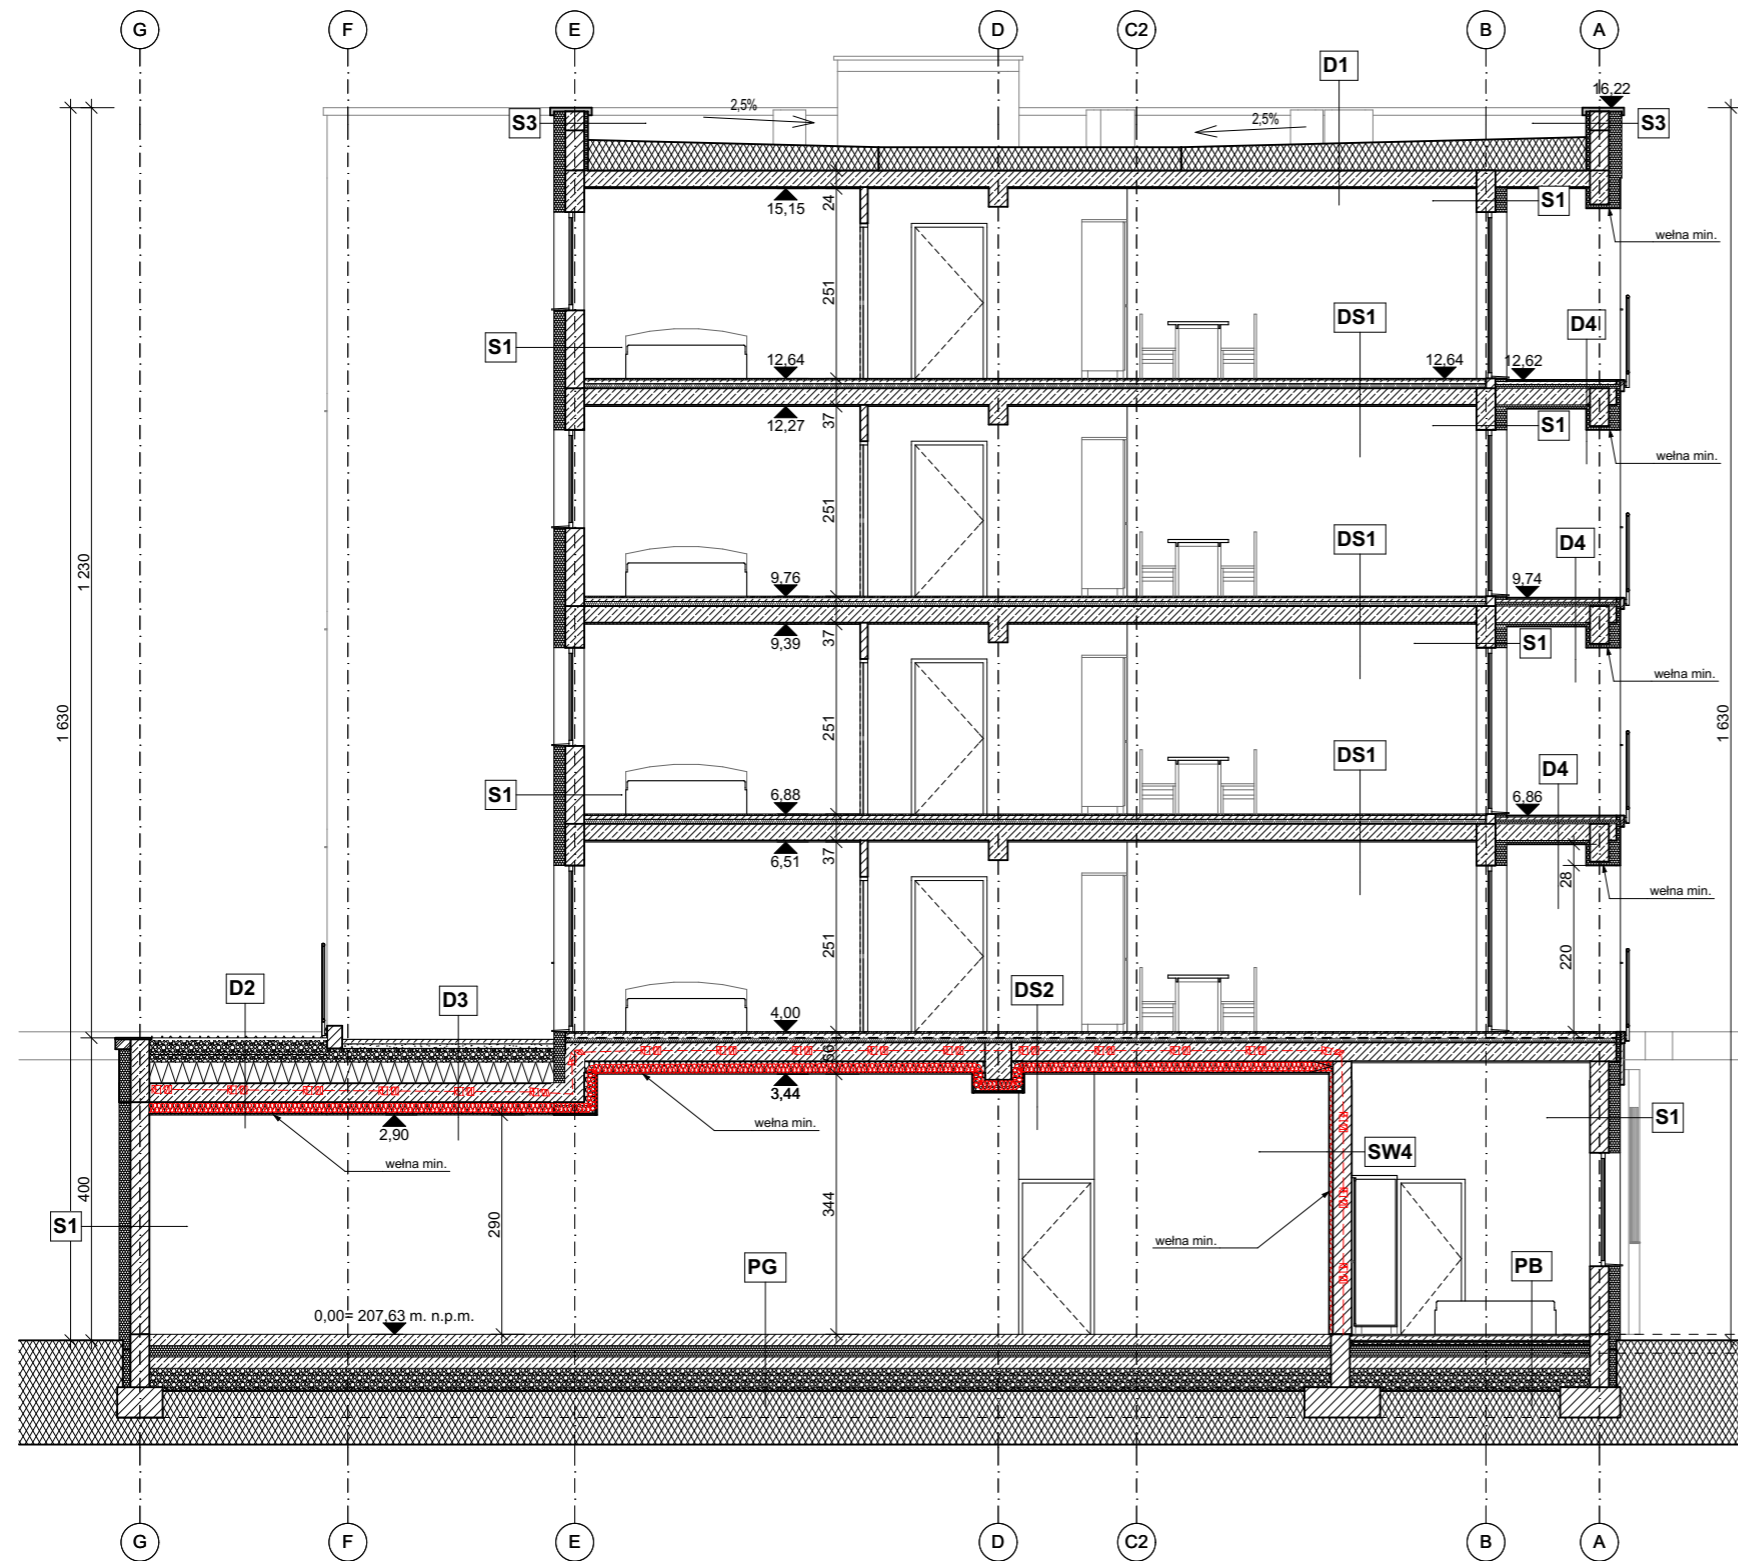 G F E D C2 B A
D1
16,22
S3 2,5% 2,5% S3
15,15
24
S1
wełna min.
251
DS1
D4
S1
12,64
12,64
12,62
12,27
37
S1
wełna min.
251
DS1
D4
9,76
9,74
9,39
37
S1
wełna min.
1 230
1 630
1 630
251
DS1
D4
S1
6,88
6,86
6,51
37
28
wełna min.
251
220
D2
D3
DS2
4,00
56
3,44
2,90
wełna min.
wełna min.
S1
SW4
400
290
344
S1
wełna min.
PG
PB
0,00= 207,63 m. n.p.m.
G F E D C2 B A